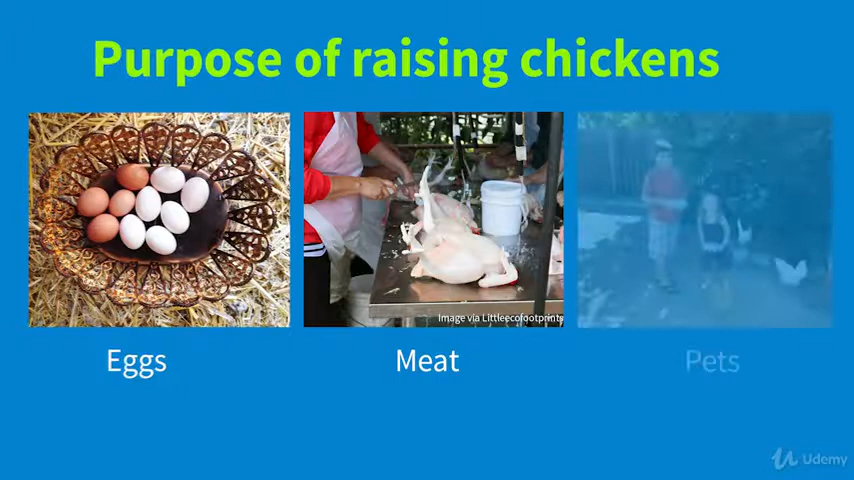 Purpose of raising chickens
Image via Littleecofootprints
Eggs
Meat
Pets
Udemy